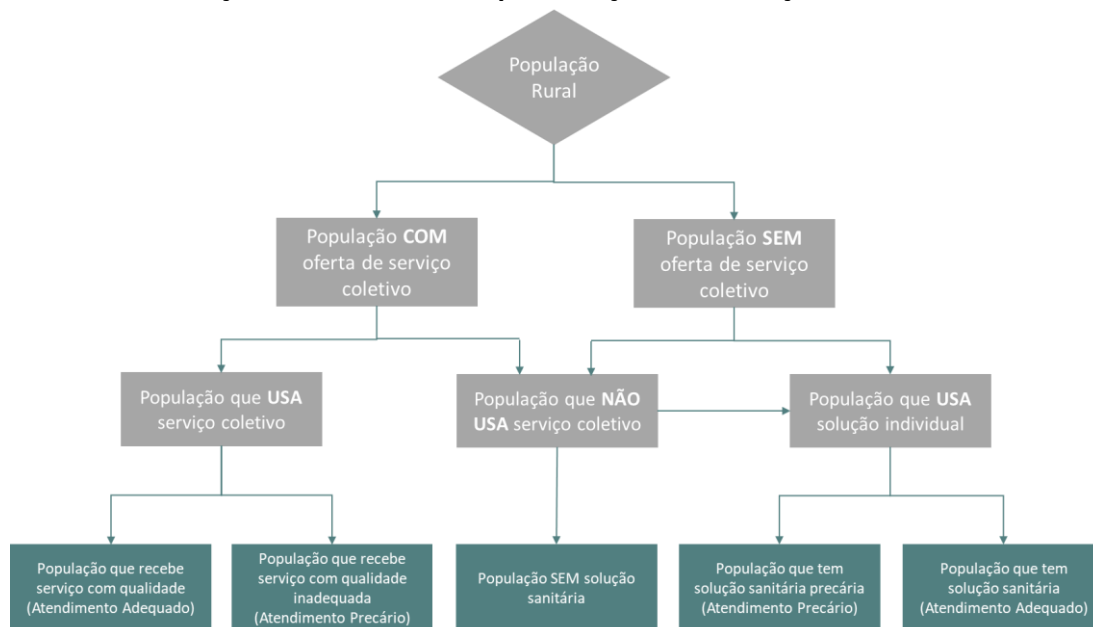 População
Rural
População COM
oferta de serviço
coletivo
População SEM
oferta de serviço
coletivo
População que USA
serviço coletivo
População que NÃO
USA serviço coletivo
População que USA
solução individual
População que recebe
serviço com qualidade
(Atendimento Adequado)
População que recebe
serviço com qualidade
inadequada
(Atendimento Precário)
População SEM solução
sanitária
População que tem
solução sanitária precária
(Atendimento Precário)
População que tem
solução sanitária
(Atendimento Adequado)